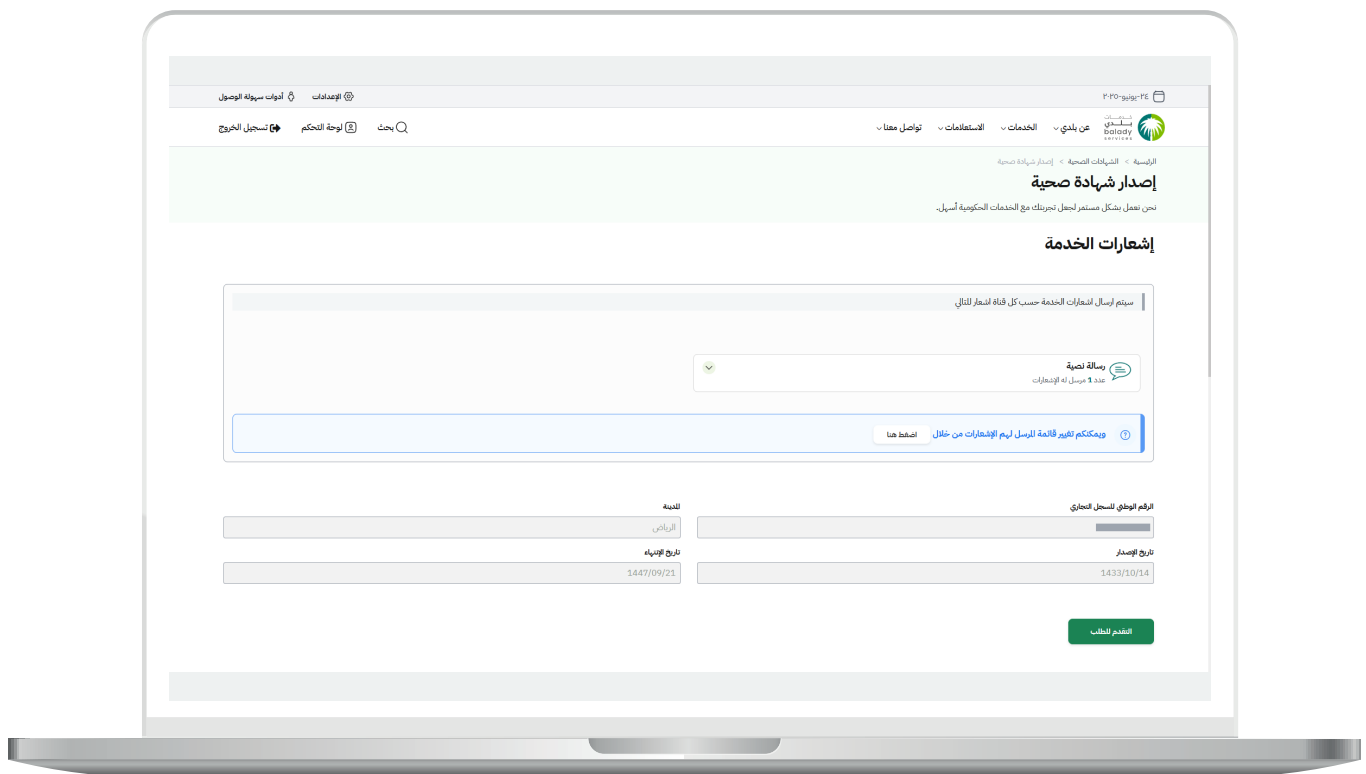 ٢٤-يونيو-٢٠٢٥
الإعدادات
أدوات سهولة الوصول
خدمات
بلدي
balady
services
عن بلدي
الخدمات
الاستعلامات
تواصل معنا
بحث
لوحة التحكم
تسجيل الخروج
الرئيسية > الشهادات الصحية > إصدار شهادة صحية
إصدار شهادة صحية
نحن نعمل بشكل مستمر لجعل تجربتك مع الخدمات الحكومية أسهل.
إشعارات الخدمة
سيتم ارسال اشعارات الخدمة حسب كل قناة اشعار للتالي
رسالة نصية
عدد 1 مرسل له الإشعارات
ويمكنكم تغيير قائمة المرسل لهم الإشعارات من خلال اضغط هنا
الرقم الوطني للسجل التجاري
المدينة
الرياض
تاريخ الإصدار
تاريخ الإنتهاء
1433/10/14
1447/09/21
التقدم للطلب